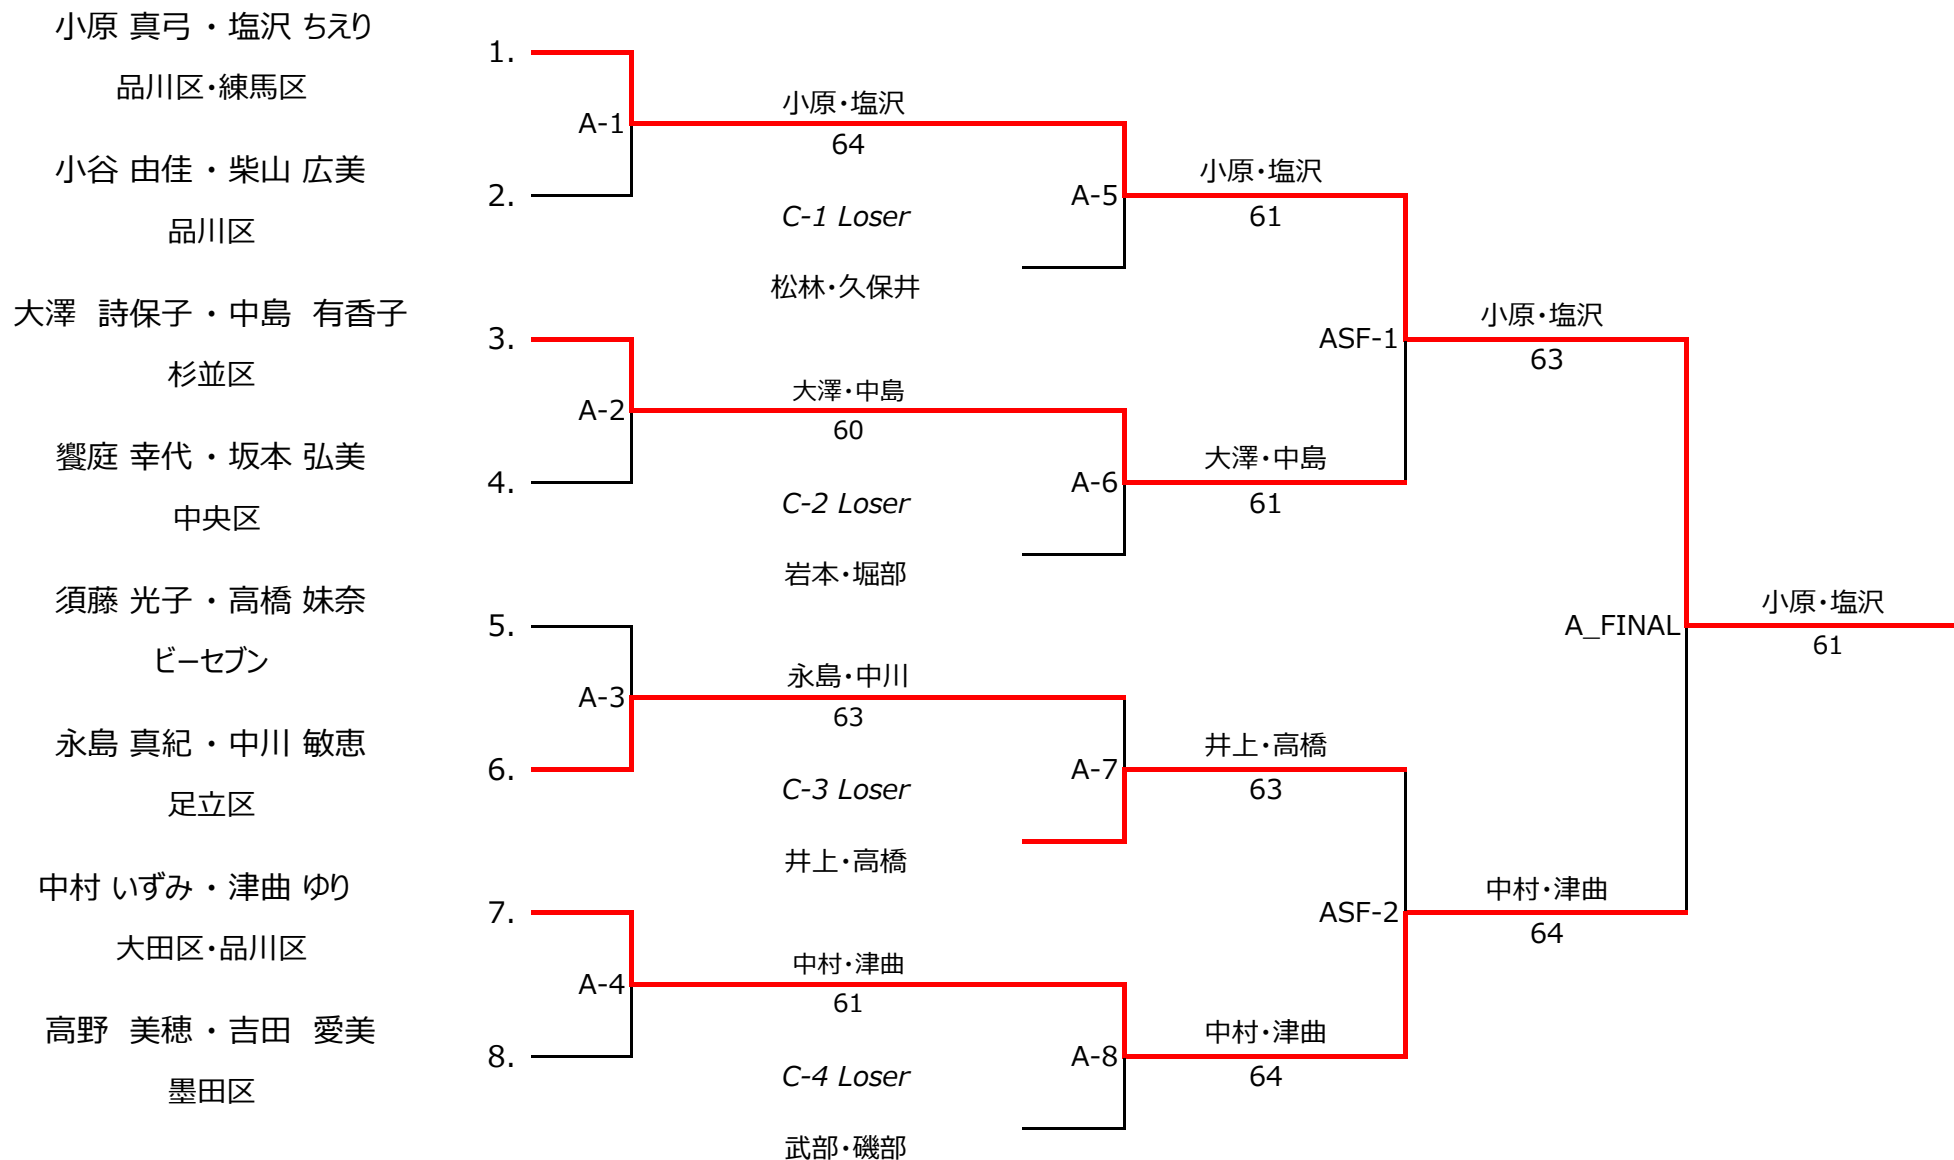 小原 真弓 ・ 塩沢 ちえり
品川区・練馬区
1.
小谷 由佳 ・ 柴山 広美
品川区
2.
大澤　詩保子 ・ 中島　有香子
杉並区
3.
饗庭 幸代 ・ 坂本 弘美
中央区
4.
須藤 光子 ・ 高橋 妹奈
ビーセブン
5.
永島 真紀 ・ 中川 敏恵
足立区
6.
中村 いずみ ・ 津曲 ゆり
大田区・品川区
7.
高野　美穂 ・ 吉田　愛美
墨田区
8.
A-1
小原・塩沢
64
C-1 Loser
松林・久保井
A-2
大澤・中島
60
C-2 Loser
岩本・堀部
A-3
永島・中川
63
C-3 Loser
井上・高橋
A-4
中村・津曲
61
C-4 Loser
武部・磯部
A-5
小原・塩沢
61
A-6
大澤・中島
61
A-7
井上・高橋
63
A-8
中村・津曲
64
ASF-1
小原・塩沢
63
ASF-2
中村・津曲
64
A_FINAL
小原・塩沢
61